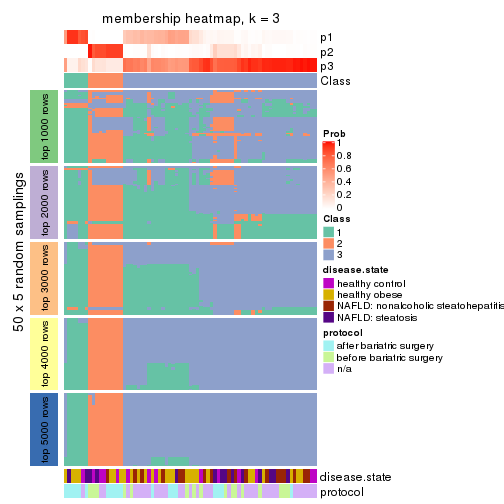 membership heatmap, k = 3
p1
p2
p3
Class
50 x 5 random samplings
top 1000 rows
top 2000 rows
top 3000 rows
top 4000 rows
top 5000 rows
disease.state
protocol
Prob
1
0.8
0.6
0.4
0.2
0
Class
1
2
3
disease.state
healthy control
healthy obese
NAFLD: nonalcoholic steatohepatitis
NAFLD: steatosis
protocol
after bariatric surgery
before bariatric surgery
n/a